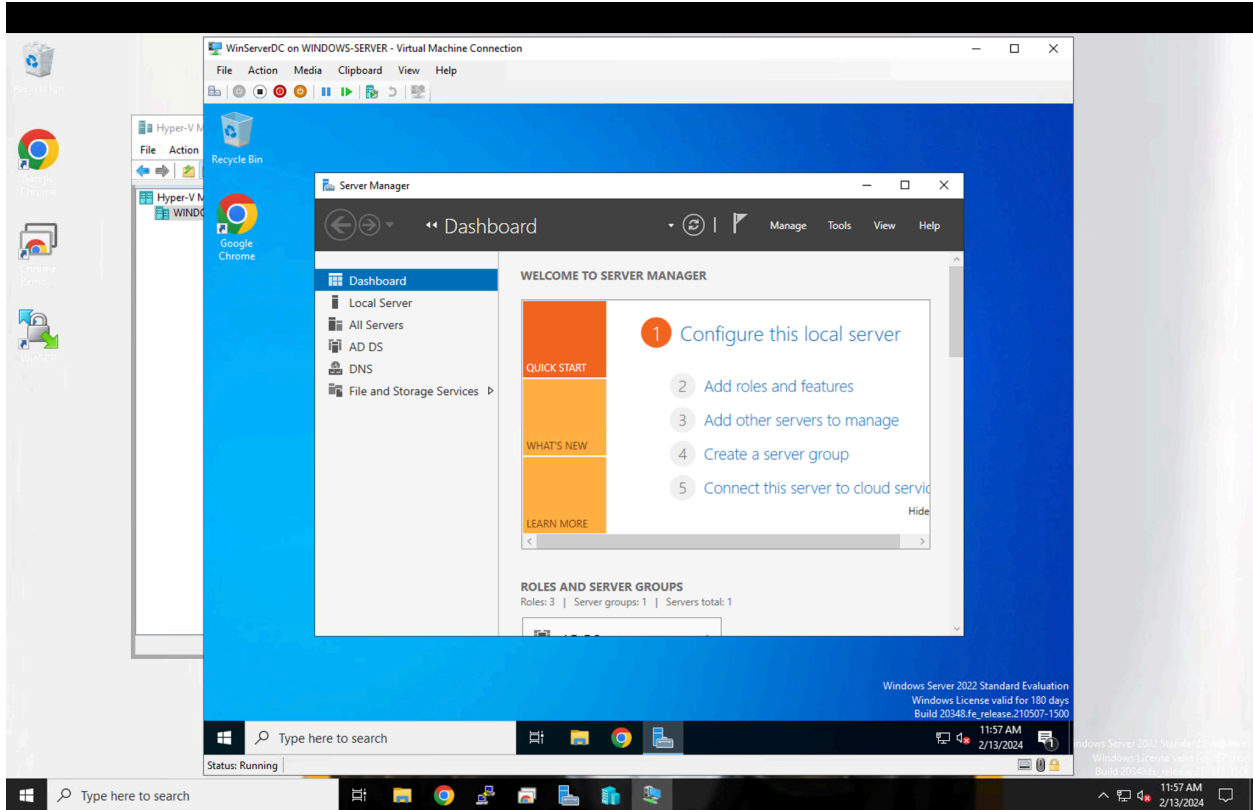 WinServerDC on WINDOWS-SERVER - Virtual Machine Connection
File Action Media Clipboard View Help
Recycle Bin
Google
Chrome
Hyper-V M
File Action
Hyper-V M
WINDO
Server Manager
Dashboard
Manage Tools View Help
Dashboard
Local Server
All Servers
AD DS
DNS
File and Storage Services
WELCOME TO SERVER MANAGER
QUICK START
WHAT'S NEW
LEARN MORE
1 Configure this local server
2 Add roles and features
3 Add other servers to manage
4 Create a server group
5 Connect this server to cloud servic
Hide
ROLES AND SERVER GROUPS
Roles: 3 | Server groups: 1 | Servers total: 1
Windows Server 2022 Standard Evaluation
Windows License valid for 180 days
Build 20348.fe_release.210507-1500
Type here to search
11:57 AM
2/13/2024
1
Status: Running
Type here to search
11:57 AM
2/13/2024